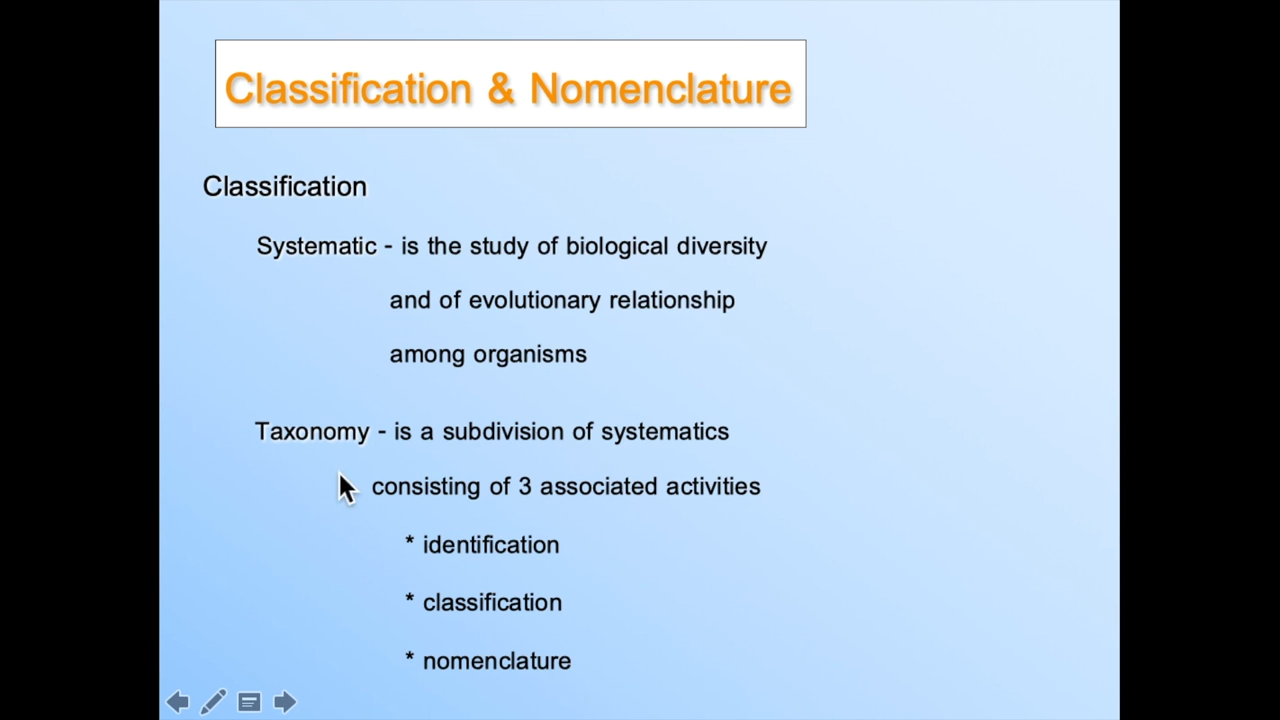 Classification & Nomenclature
Classification
Systematic - is the study of biological diversity
and of evolutionary relationship
among organisms
Taxonomy - is a subdivision of systematics
consisting of 3 associated activities
* identification
* classification
* nomenclature